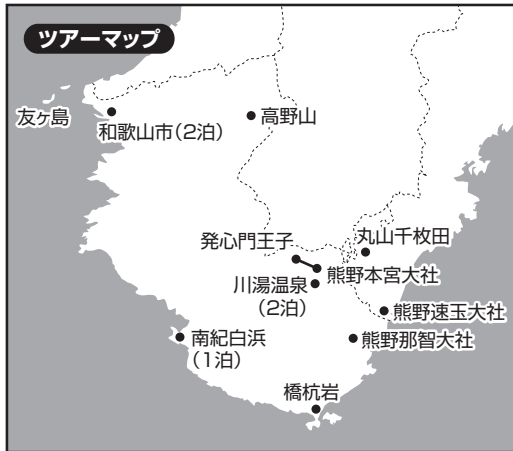 ツアーマップ
友ヶ島
和歌山市(2泊)
高野山
発心門王子
丸山千枚田
熊野本宮大社
川湯温泉
(2泊)
熊野速玉大社
南紀白浜
(1泊)
熊野那智大社
橋杭岩